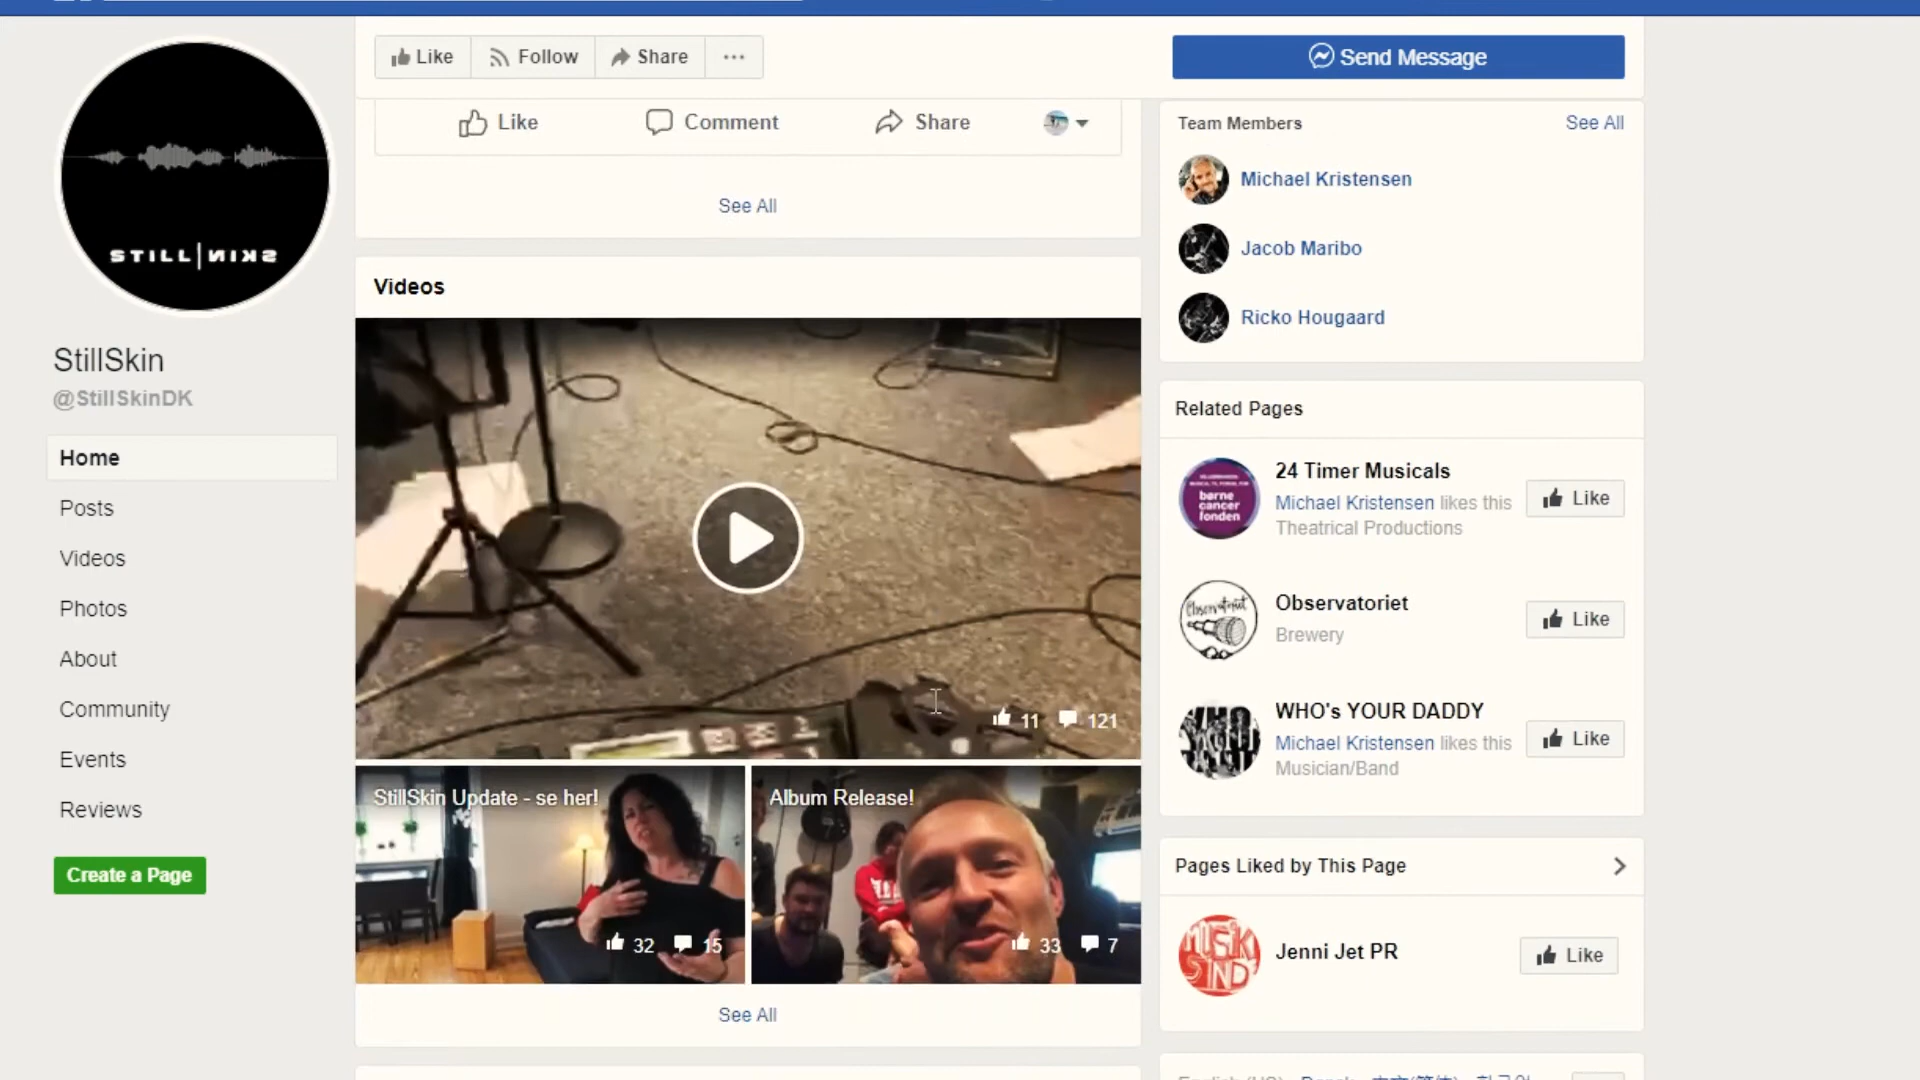 Like
Follow
Share
Send Message
Like
Comment
Share
See All
STILL|SKIN
StillSkin
@StillSkinDK
Home
Posts
Videos
Photos
About
Community
Events
Reviews
Create a Page
Videos
11
121
StillSkin Update - se her!
32
15
Album Release!
33
7
See All
Team Members
See All
Michael Kristensen
Jacob Maribo
Ricko Hougaard
Related Pages
børne
cancer
fonden
24 Timer Musicals
Michael Kristensen likes this
Theatrical Productions
Like
Observatoriet
Observatoriet
Brewery
Like
WHO's YOUR DADDY
Michael Kristensen likes this
Musician/Band
Like
Pages Liked by This Page
Jenni Jet PR
Like